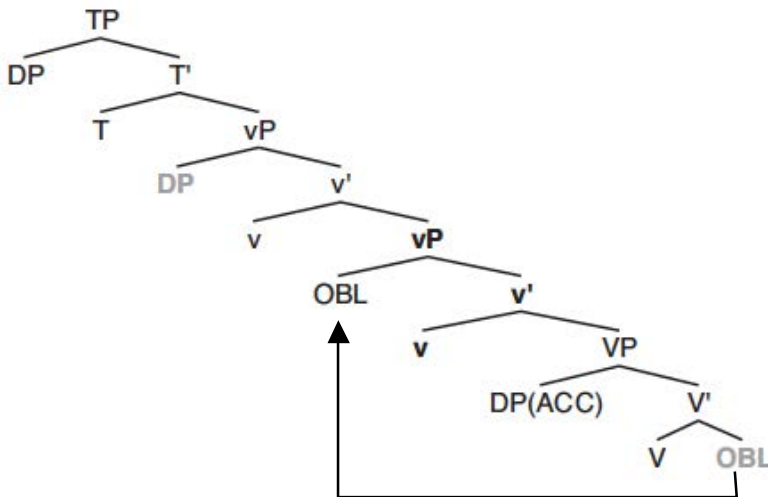 TP
DP T'
T vP
DP v'
v vP
OBL v'
v VP
DP(ACC) V'
V OBL